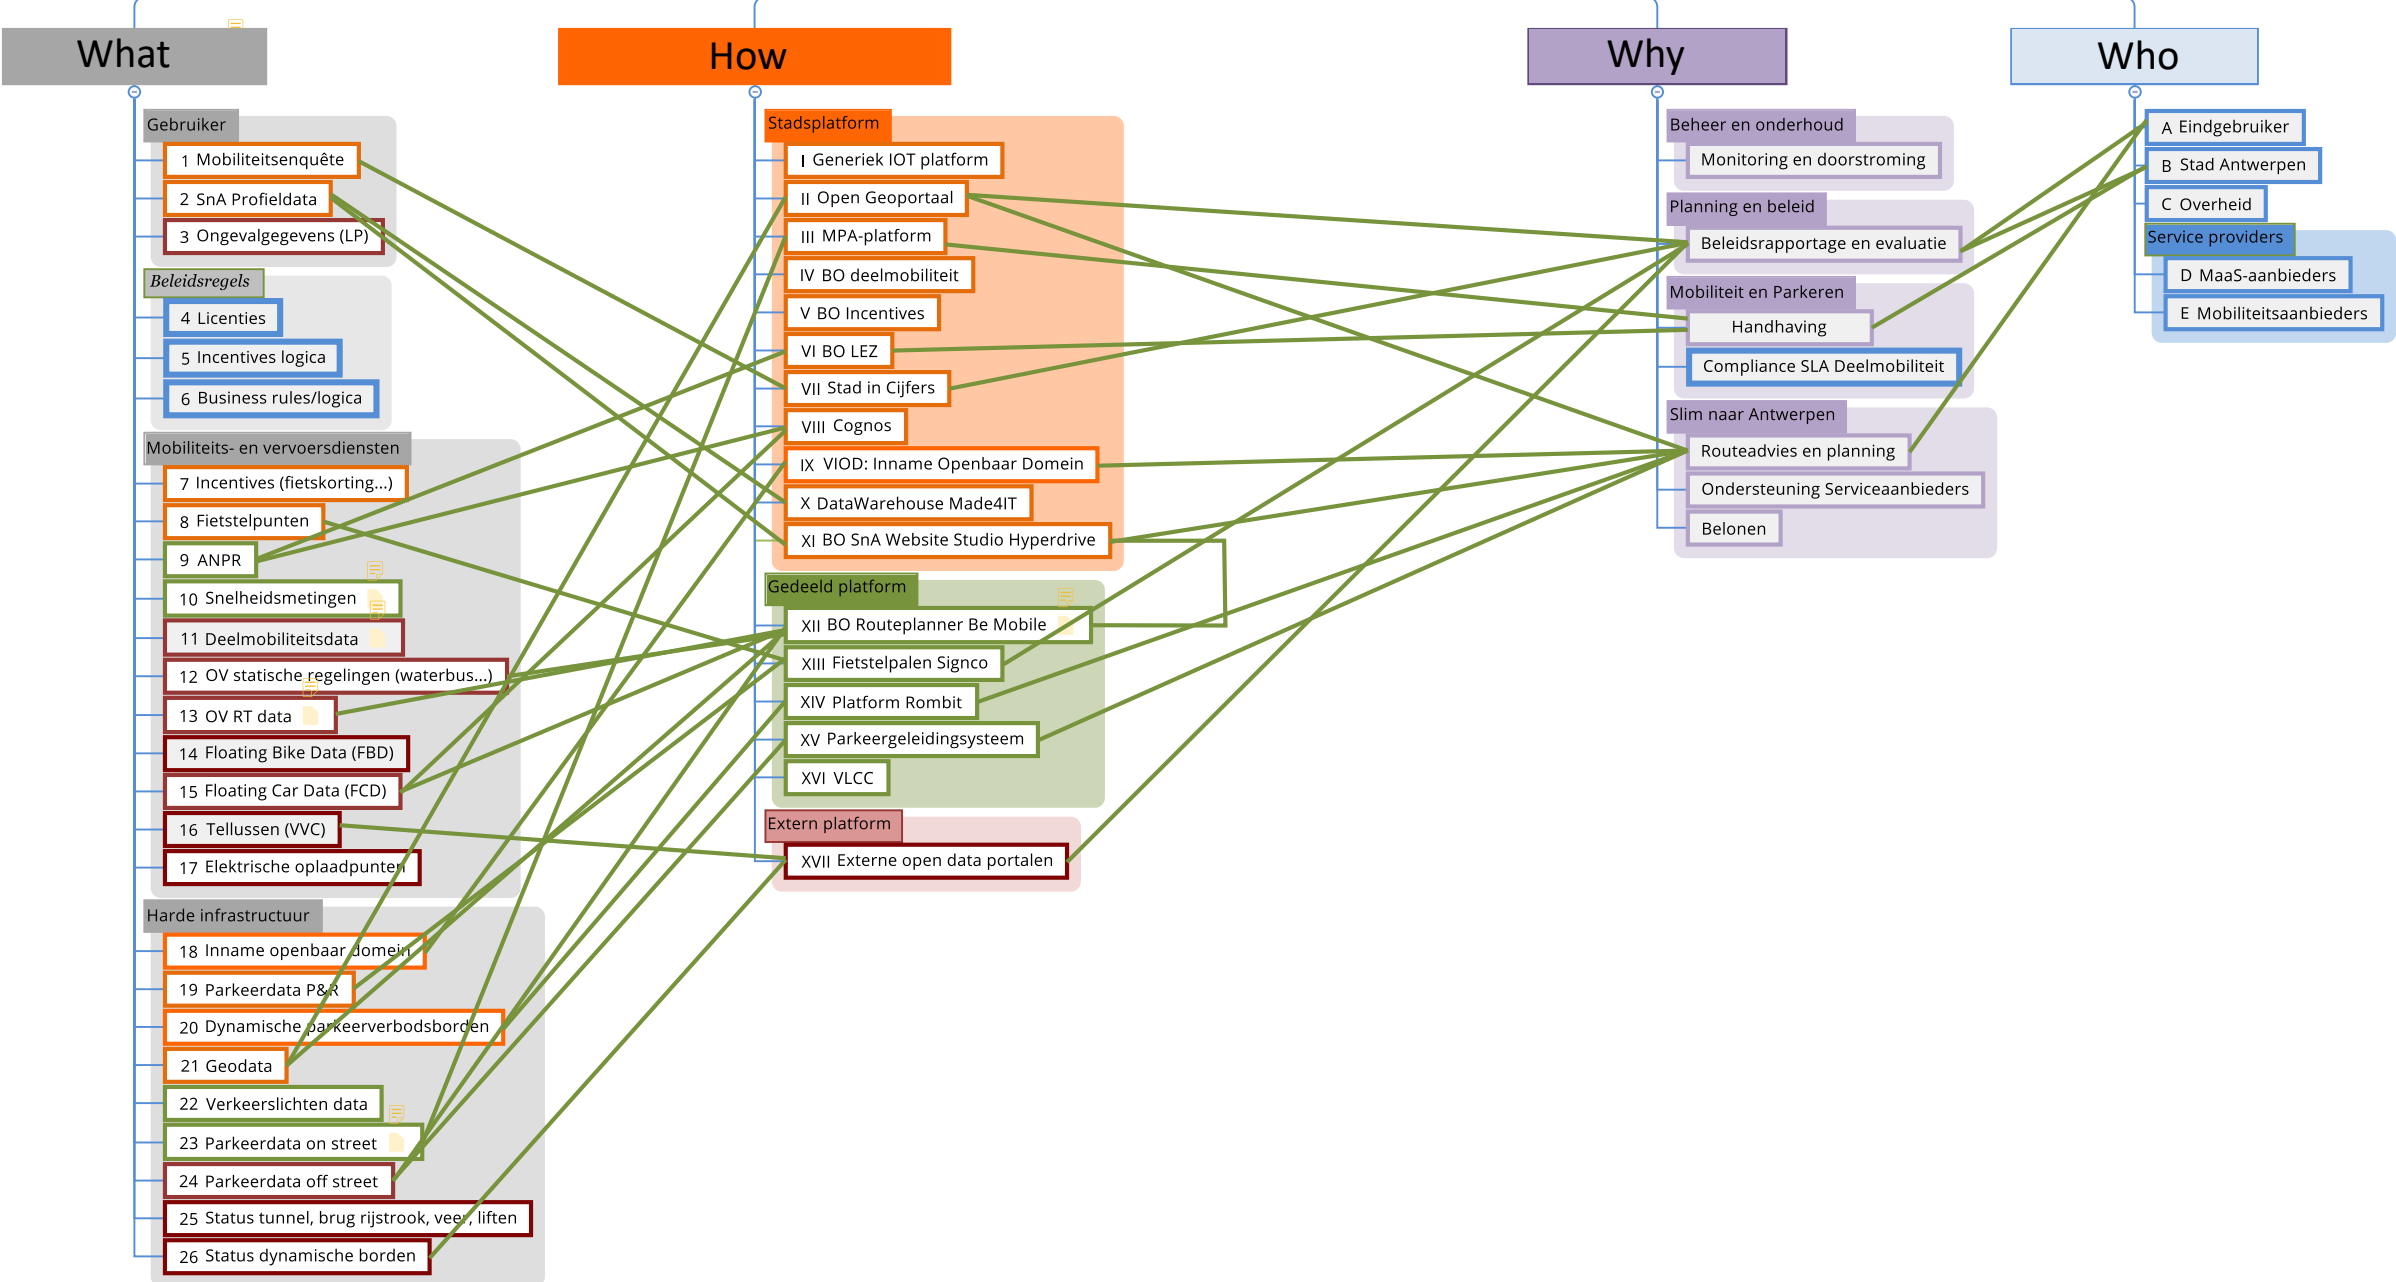 What
Gebruiker
1 Mobiliteitsenquête
2 SnA Profieldata
3 Ongevalgegevens (LP)
Beleidsregels
4 Licenties
5 Incentives logica
6 Business rules/logica
Mobiliteits- en vervoersdiensten
7 Incentives (fietskorting...)
8 Fietstelpunten
9 ANPR
10 Snelheidsmetingen
11 Deelmobiliteitsdata
12 OV statische regelingen (waterbus...)
13 OV RT data
14 Floating Bike Data (FBD)
15 Floating Car Data (FCD)
16 Tellussen (VVC)
17 Elektrische oplaadpunten
Harde infrastructuur
18 Inname openbaar domein
19 Parkeerdata P&R
20 Dynamische parkeerverbodsborden
21 Geodata
22 Verkeerslichten data
23 Parkeerdata on street
24 Parkeerdata off street
25 Status tunnel, brug rijstrook, veer, liften
26 Status dynamische borden
How
Stadsplatform
I Generiek IOT platform
II Open Geoportaal
III MPA-platform
IV BO deelmobiliteit
V BO Incentives
VI BO LEZ
VII Stad in Cijfers
VIII Cognos
IX VIOD: Inname Openbaar Domein
X DataWarehouse Made4IT
XI BO SnA Website Studio Hyperdrive
Gedeeld platform
XII BO Routeplanner Be Mobile
XIII Fietstelpalen Signco
XIV Platform Rombit
XV Parkeergeleidingsysteem
XVI VLCC
Extern platform
XVII Externe open data portalen
Why
Beheer en onderhoud
Monitoring en doorstroming
Planning en beleid
Beleidsrapportage en evaluatie
Mobiliteit en Parkeren
Handhaving
Compliance SLA Deelmobiliteit
Slim naar Antwerpen
Routeadvies en planning
Ondersteuning Serviceaanbieders
Belonen
Who
A Eindgebruiker
B Stad Antwerpen
C Overheid
Service providers
D MaaS-aanbieders
E Mobiliteitsaanbieders